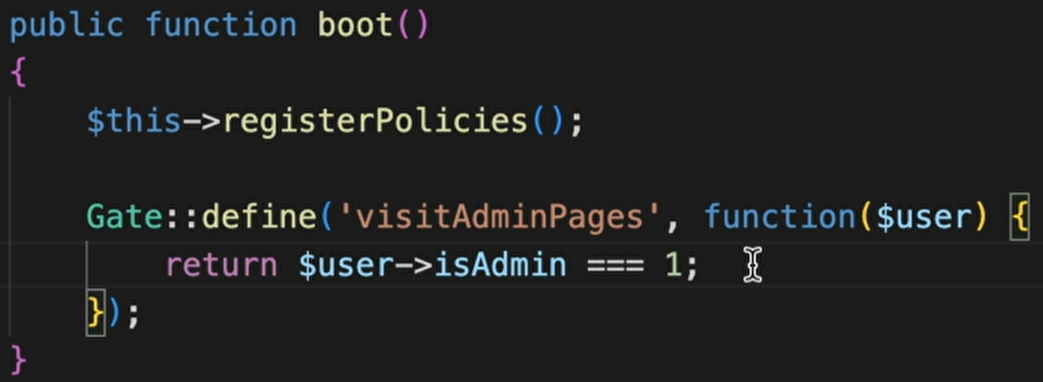 public function boot()
{
    $this->registerPolicies();

    Gate::define('visitAdminPages', function($user) {
        return $user->isAdmin === 1;
    });
}